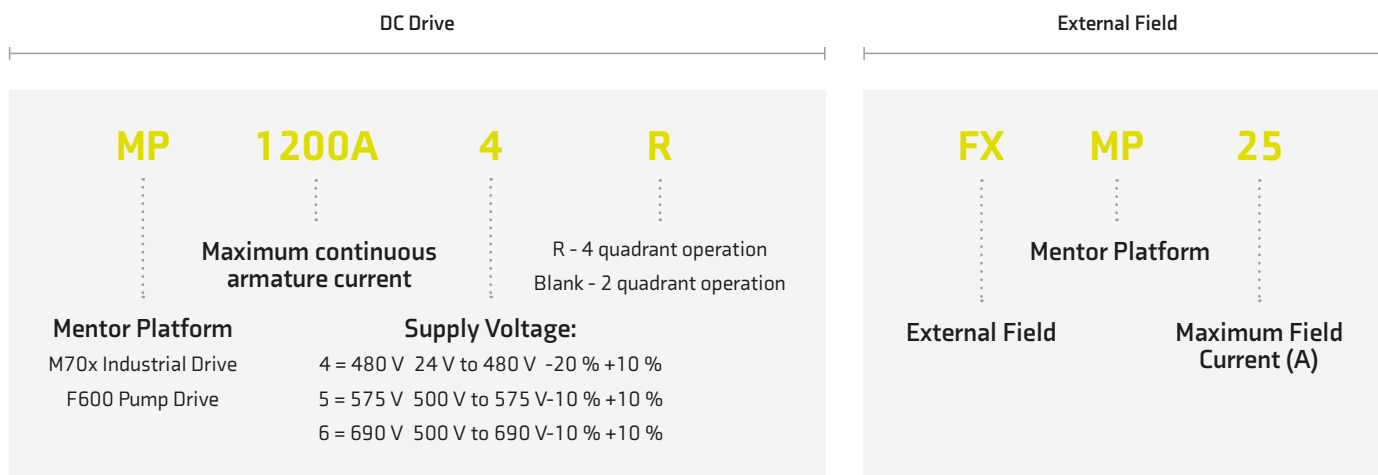 DC Drive
External Field
MP 1200A 4 R
FX MP 25
Maximum continuous
armature current
R - 4 quadrant operation
Blank - 2 quadrant operation
Mentor Platform
M70x Industrial Drive
F600 Pump Drive
Supply Voltage:
4 = 480 V 24 V to 480 V -20 % +10 %
5 = 575 V 500 V to 575 V-10 % +10 %
6 = 690 V 500 V to 690 V-10 % +10 %
Mentor Platform
External Field
Maximum Field
Current (A)